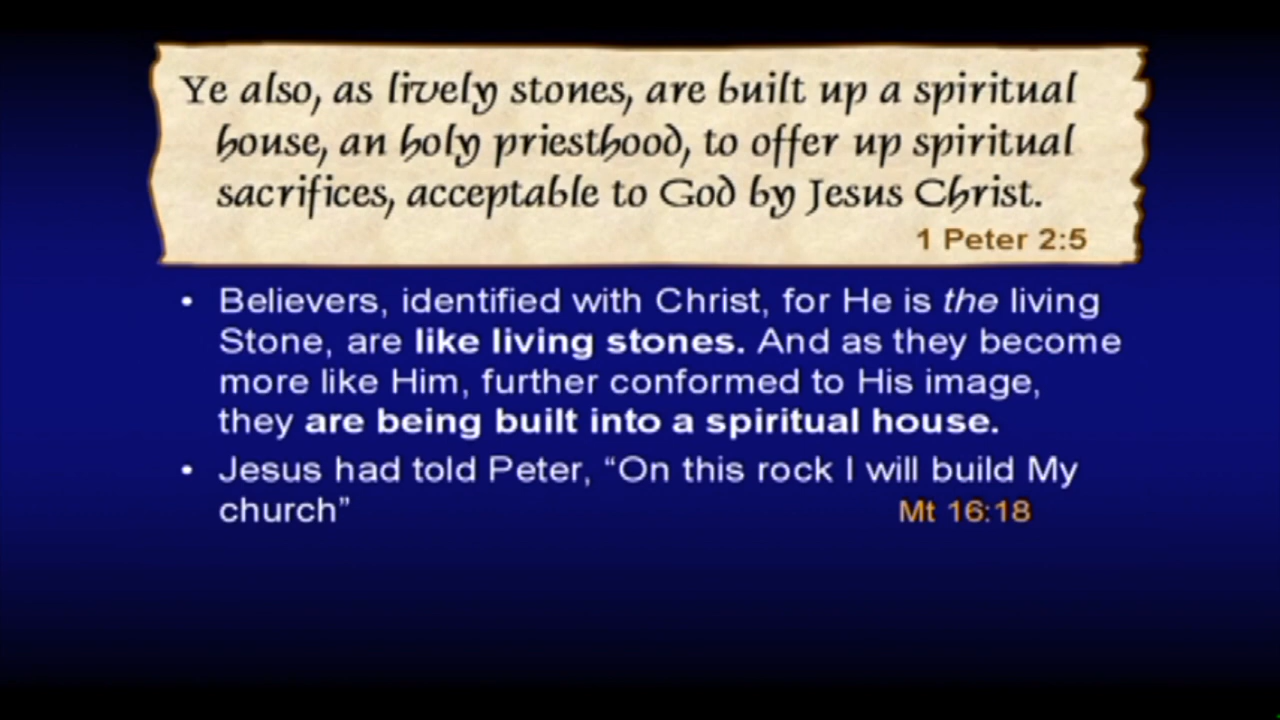 Ye also, as lively stones, are built up a spiritual
house, an holy priesthood, to offer up spiritual
sacrifices, acceptable to God by Jesus Christ.
1 Peter 2:5
• Believers, identified with Christ, for He is the living
Stone, are like living stones. And as they become
more like Him, further conformed to His image,
they are being built into a spiritual house.
• Jesus had told Peter, “On this rock I will build My
church” Mt 16:18